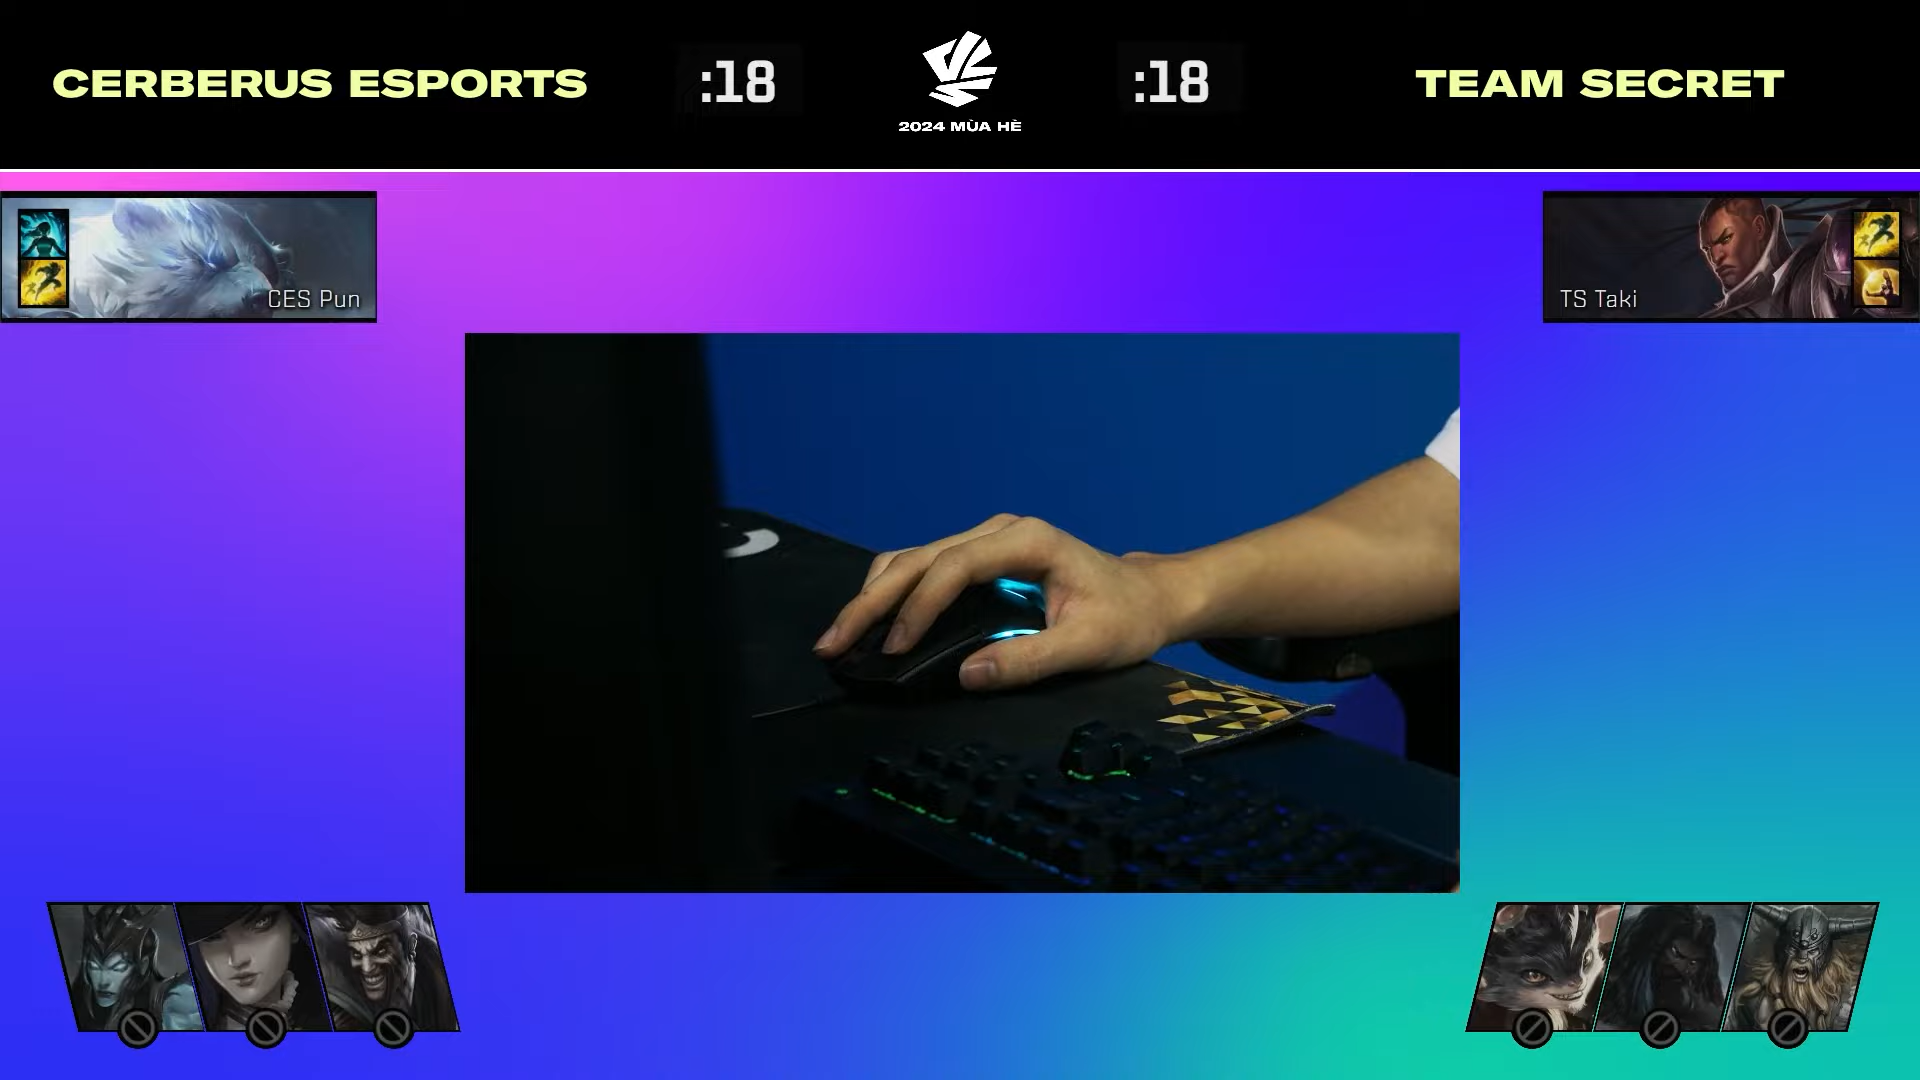 CERBERUS ESPORTS
:18
2024 MÙA HÈ
:18
TEAM SECRET
CES Pun
TS Taki